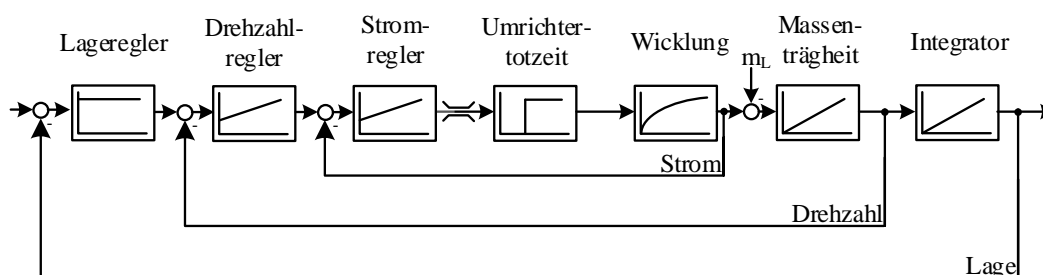 Lageregler
Drehzahl-
regler
Strom-
regler
Umrichter-
totzeit
Wicklung
m_L
Massen-
trägheit
Integrator
-
-
-
-
Strom
Drehzahl
Lage